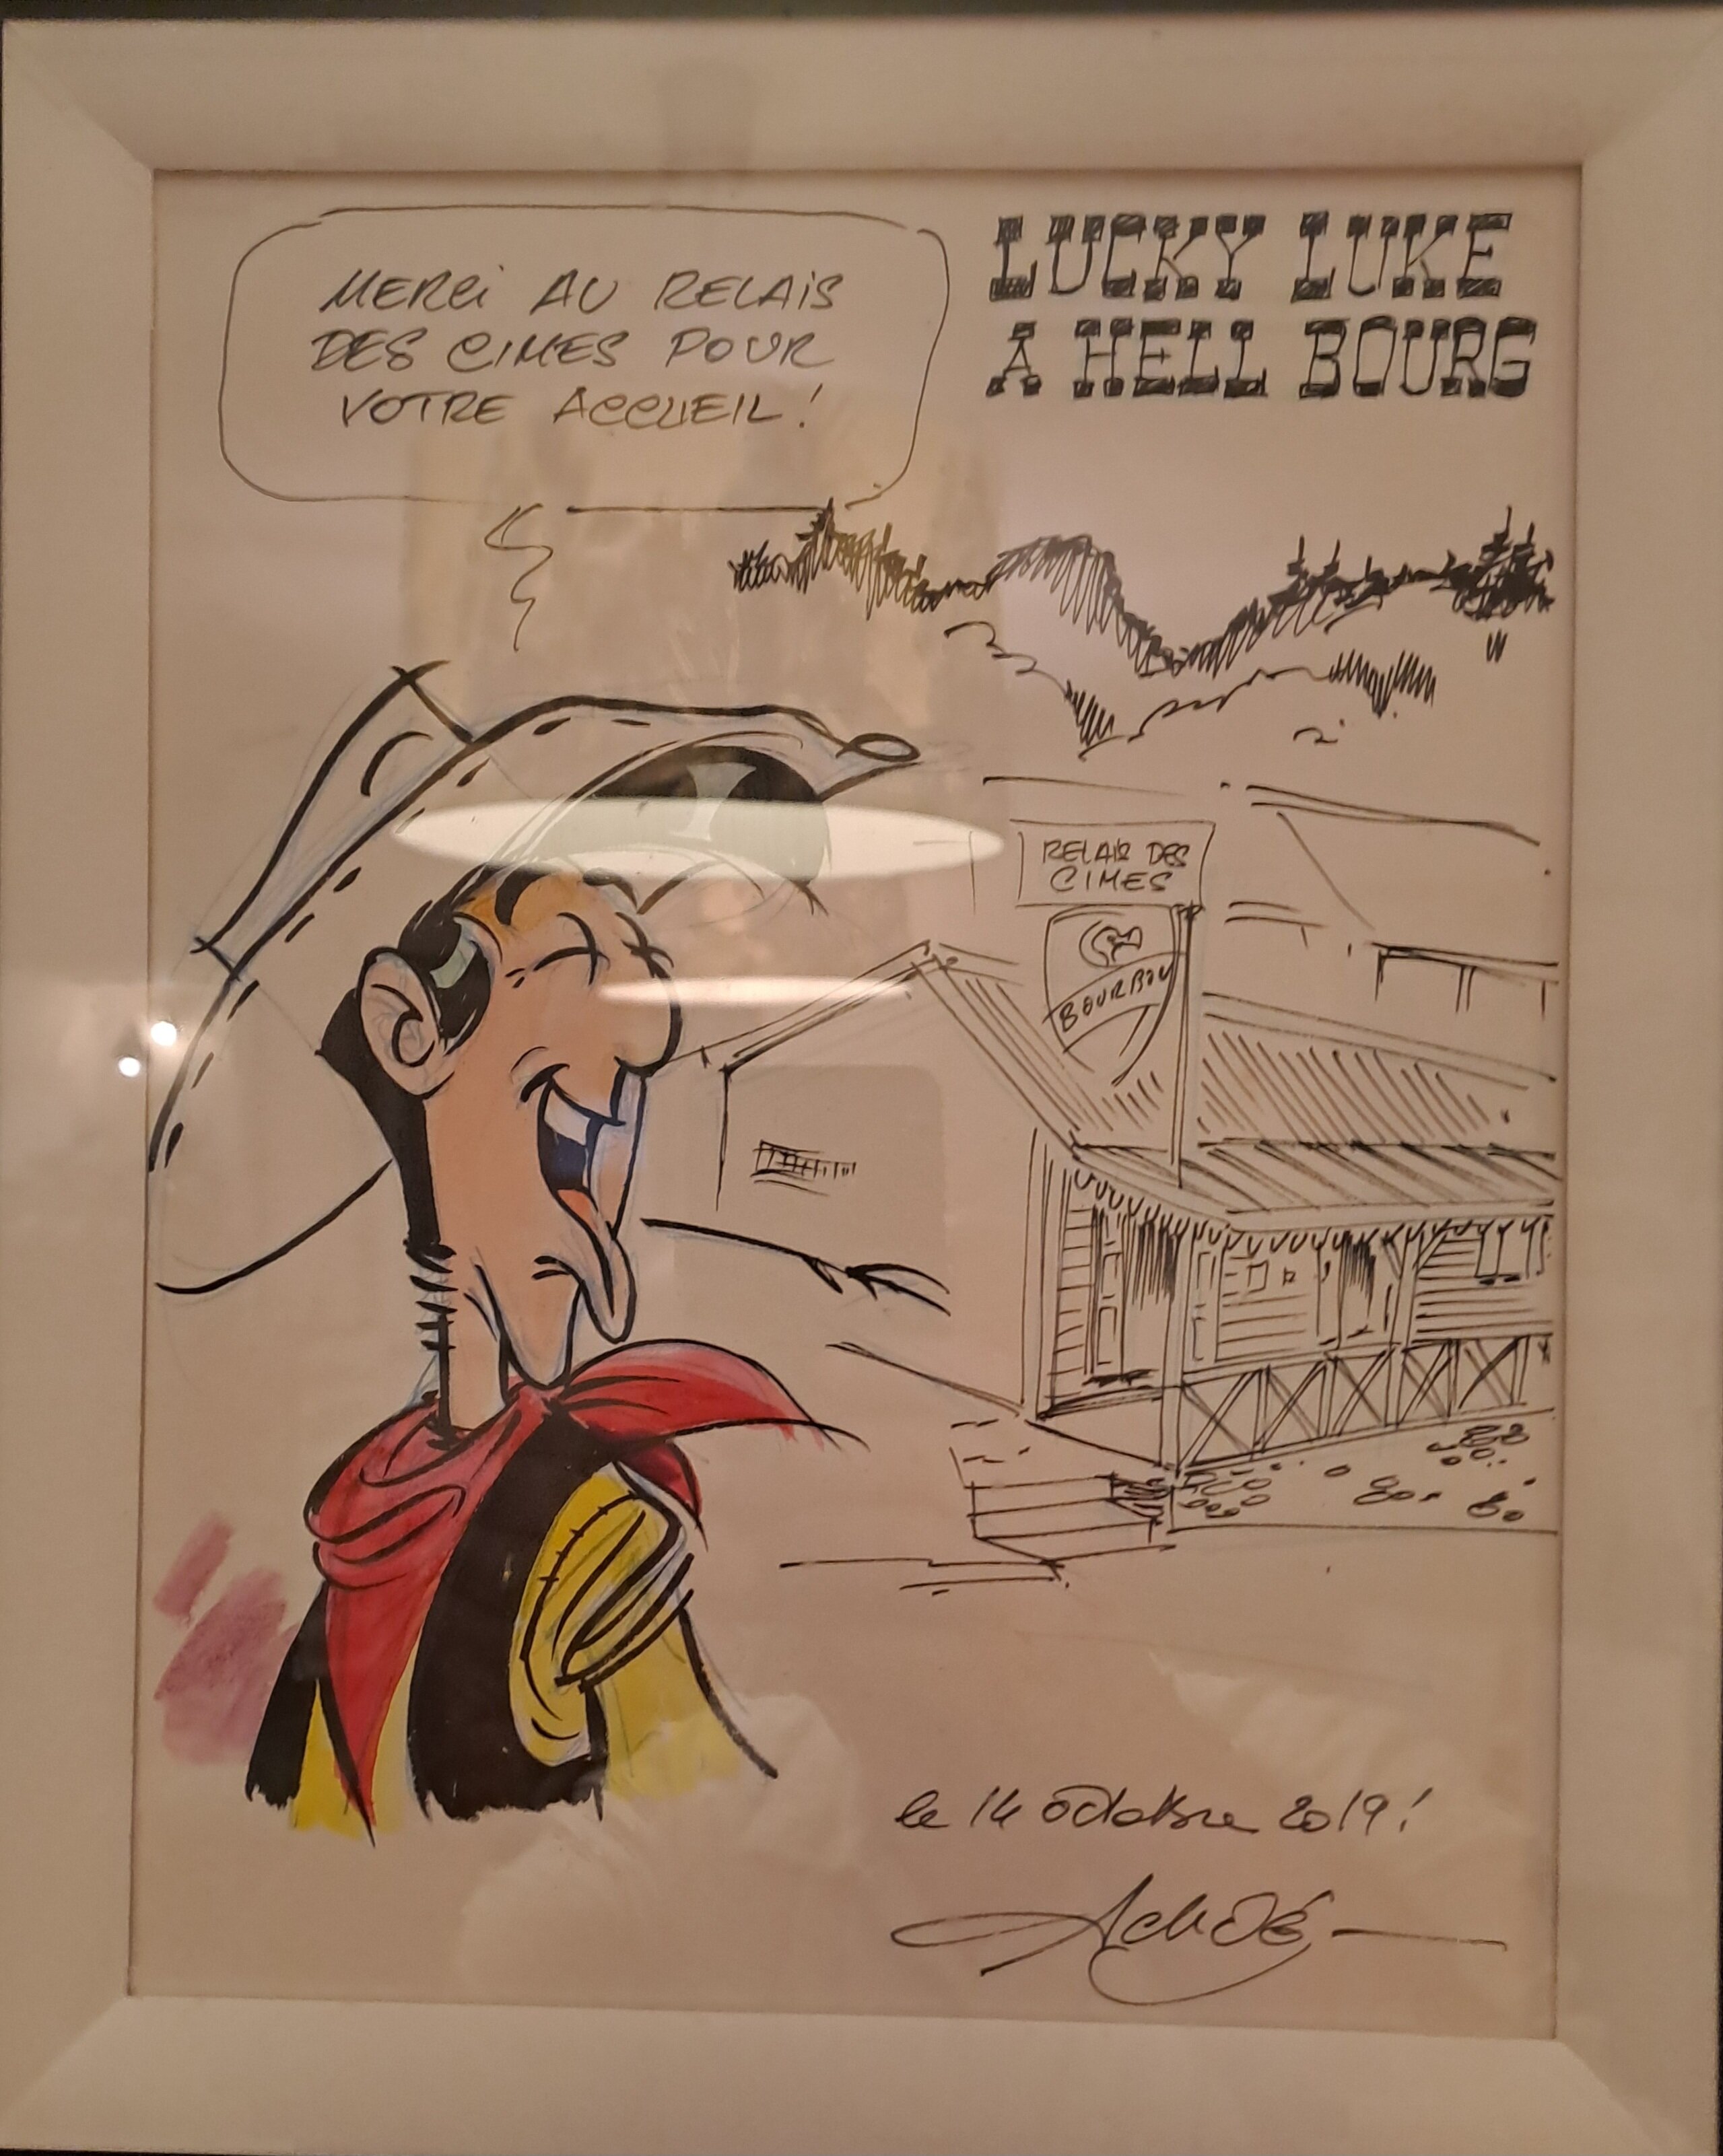 MERCI AU RELAIS
DES CIMES POUR
VOTRE ACCUEIL!
LUCKY LUKE
A HELL BOURG
RELAIS DES
CIMES
BOURBON
le 14 octobre 2019!
Achdé